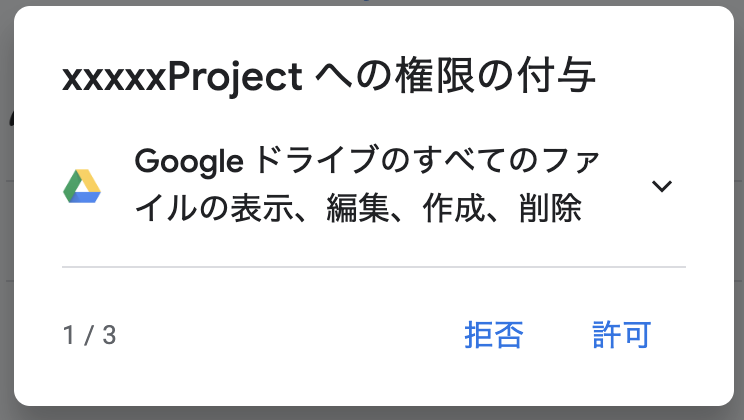 xxxxxProject への権限の付与
Google ドライブのすべてのファ
イルの表示、編集、作成、削除
1 / 3
拒否
許可